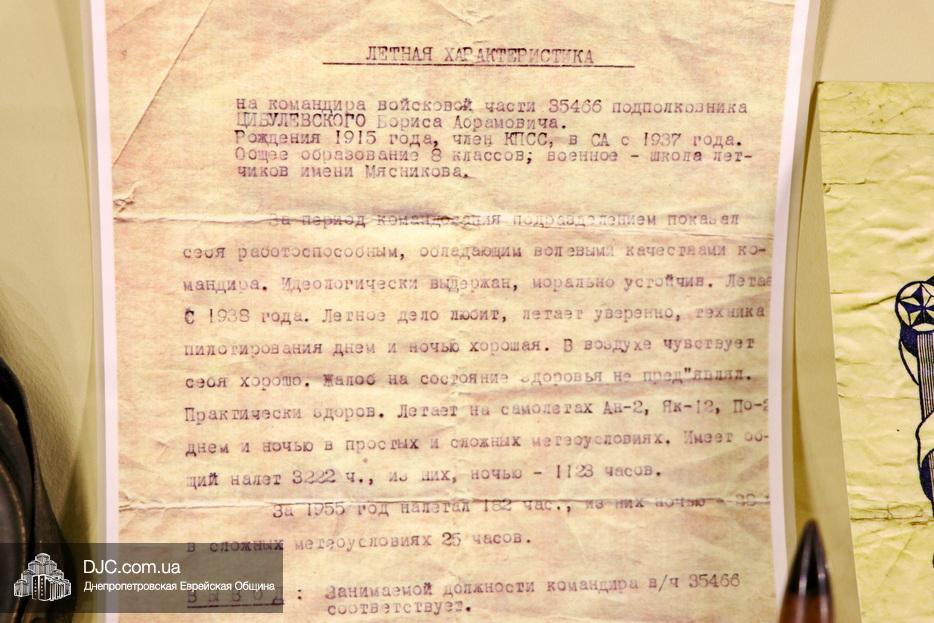 ЛЕТНАЯ ХАРАКТЕРИСТИКА
на командира войсковой части 35466 подполковника
ЦИБУЛЕВСКОГО Бориса Абрамовича.
Рождения 1915 года, член КПСС, в СА с 1937 года.
Общее образование 8 классов; военное - школа лет-
чиков имени Мясникова.
За период командования подразделением показал
себя работоспособным, обладающим волевыми качествами ко-
мандира. Идеологически выдержан, морально устойчив. Летае
С 1938 года. Летное дело любит, летает уверенно, техника
пилотирования днем и ночью хорошая. В воздухе чувствует
себя хорошо. Жалоб на состояние здоровья не пред"являл.
Практически здоров. Летает на самолетах Ан-2, Як-12, По-2
днем и ночью в простых и сложных метеоусловиях. Имеет об-
щий налет 3222 ч., из них, ночью - 1123 часов.
За 1955 год налетал 182 час., из них ночью -
в сложных метеоусловиях 25 часов.
Занимаемой должности командира в/ч 35466
соответствует.
DJC.com.ua
Днепропетровская Еврейская Община